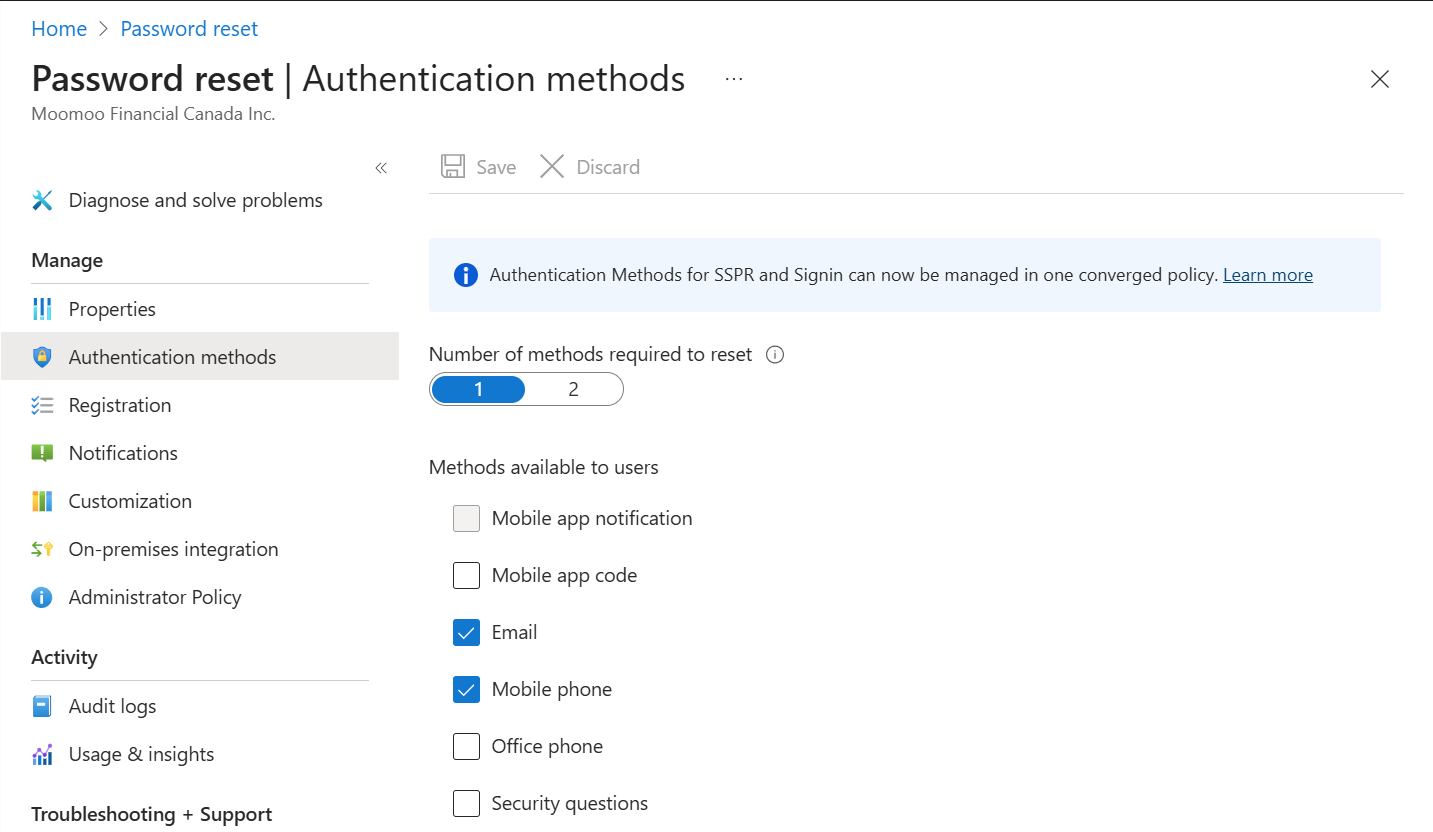 Home > Password reset
Password reset | Authentication methods ...
Moomoo Financial Canada Inc.
«
Diagnose and solve problems
Manage
Properties
Authentication methods
Registration
Notifications
Customization
On-premises integration
Administrator Policy
Activity
Audit logs
Usage & insights
Troubleshooting + Support
Save Discard
Authentication Methods for SSPR and Signin can now be managed in one converged policy. Learn more
Number of methods required to reset
1 2
Methods available to users
Mobile app notification
Mobile app code
Email
Mobile phone
Office phone
Security questions